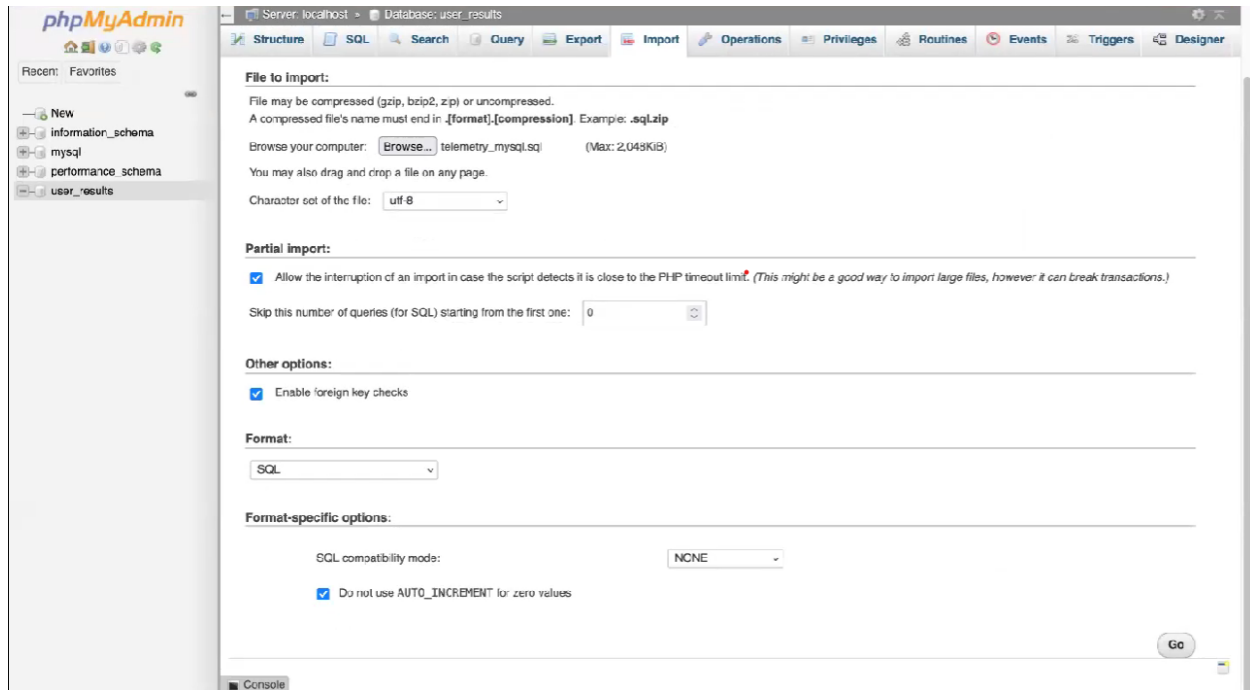 phpMyAdmin
Recent Favorites
New
information_schema
mysql
performance_schema
user_results
Server: localhost » Database: user_results
Structure SQL Search Query Export Import Operations Privileges Routines Events Triggers Designer
File to import:
File may be compressed (gzip, bzip2, zip) or uncompressed.
A compressed file's name must end in .[format].[compression]. Example: .sql.zip
Browse your computer: Browse... telemetry_mysql.sql (Max: 2,048KiB)
You may also drag and drop a file on any page.
Character set of the file: utf-8
Partial import:
Allow the interruption of an import in case the script detects it is close to the PHP timeout limit. (This might be a good way to import large files, however it can break transactions.)
Skip this number of queries (for SQL) starting from the first one: 0
Other options:
Enable foreign key checks
Format:
SQL
Format-specific options:
SQL compatibility mode: NONE
Do not use AUTO_INCREMENT for zero values
Go
Console